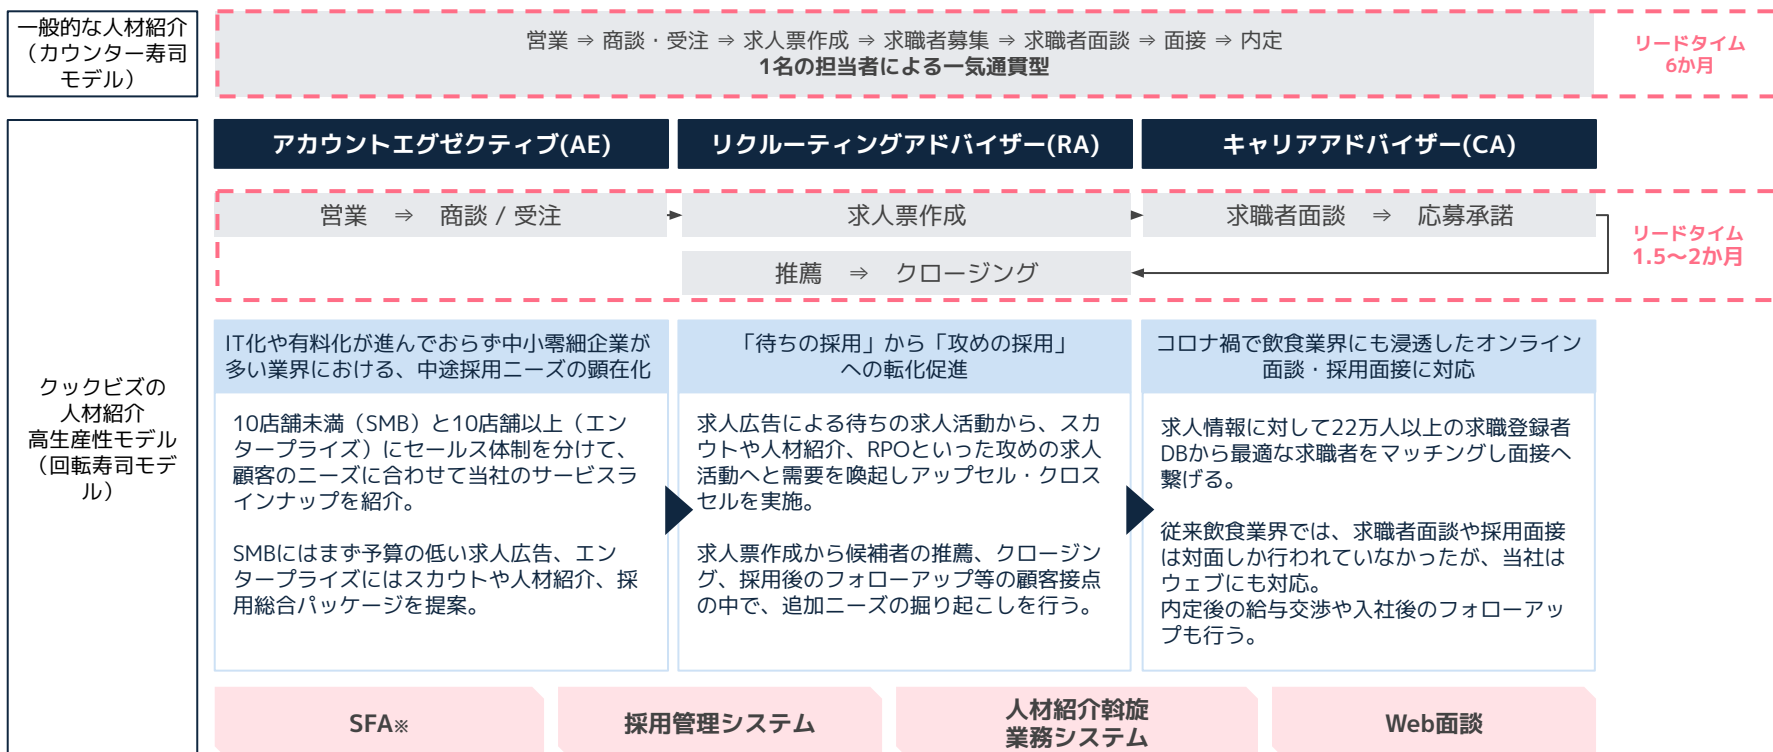 一般的な人材紹介
（カウンター寿司
モデル）
営業 ⇒ 商談・受注 ⇒ 求人票作成 ⇒ 求職者募集 ⇒ 求職者面談 ⇒ 面接 ⇒ 内定
1名の担当者による一気通貫型
リードタイム
6か月
クックビズの
人材紹介
高生産性モデル
（回転寿司モデ
ル）
アカウントエグゼクティブ(AE)
リクルーティングアドバイザー(RA)
キャリアアドバイザー(CA)
営業 ⇒ 商談 / 受注
求人票作成
求職者面談 ⇒ 応募承諾
推薦 ⇒ クロージング
リードタイム
1.5～2か月
IT化や有料化が進んでおらず中小零細企業が
多い業界における、中途採用ニーズの顕在化
10店舗未満（SMB）と10店舗以上（エン
タープライズ）にセールス体制を分けて、
顧客のニーズに合わせて当社のサービスラ
インナップを紹介。
SMBにはまず予算の低い求人広告、エン
タープライズにはスカウトや人材紹介、採
用総合パッケージを提案。
「待ちの採用」から「攻めの採用」
への転化促進
求人広告による待ちの求人活動から、スカ
ウトや人材紹介、RPOといった攻めの求人
活動へと需要を喚起しアップセル・クロス
セルを実施。
求人票作成から候補者の推薦、クロージン
グ、採用後のフォローアップ等の顧客接点
の中で、追加ニーズの掘り起こしを行う。
コロナ禍で飲食業界にも浸透したオンライン
面談・採用面接に対応
求人情報に対して22万人以上の求職登録者
DBから最適な求職者をマッチングし面接へ
繋げる。
従来飲食業界では、求職者面談や採用面接
は対面しか行われていなかったが、当社は
ウェブにも対応。
内定後の給与交渉や入社後のフォローアッ
プも行う。
SFA※
採用管理システム
人材紹介斡旋
業務システム
Web面談